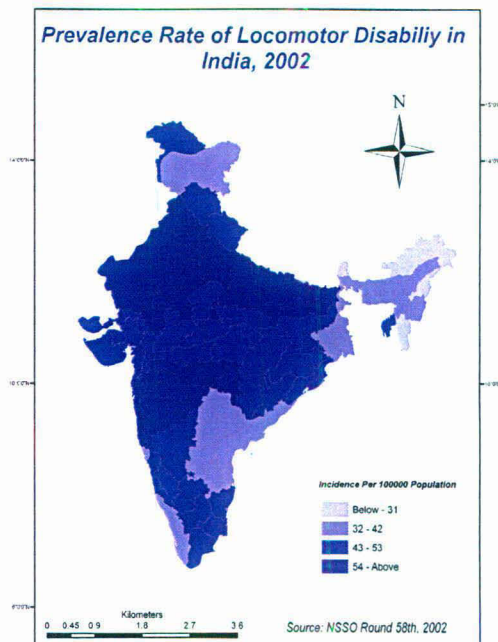 Prevalence Rate of Locomotor Disabiliy in
India, 2002
N
Incidence Per 100000 Population
Below - 31
32 - 42
43 - 53
54 - Above
Kilometers
0 0.45 0.9 1.8 2.7 3.6
Source: NSSO Round 58th, 2002